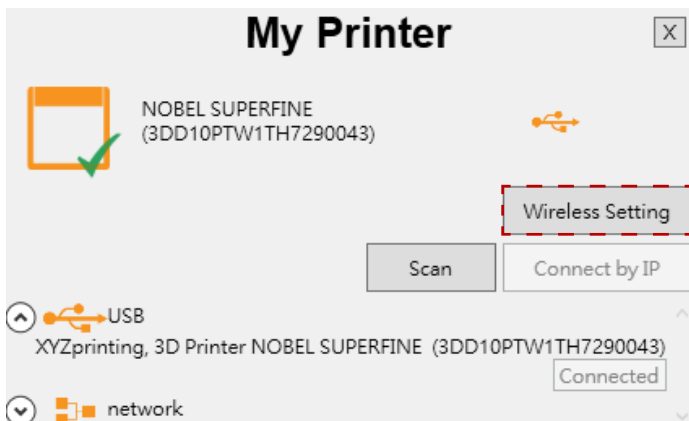 My Printer
X
NOBEL SUPERFINE
(3DD10PTW1TH7290043)
Wireless Setting
Scan
Connect by IP
USB
XYZprinting, 3D Printer NOBEL SUPERFINE (3DD10PTW1TH7290043)
Connected
network